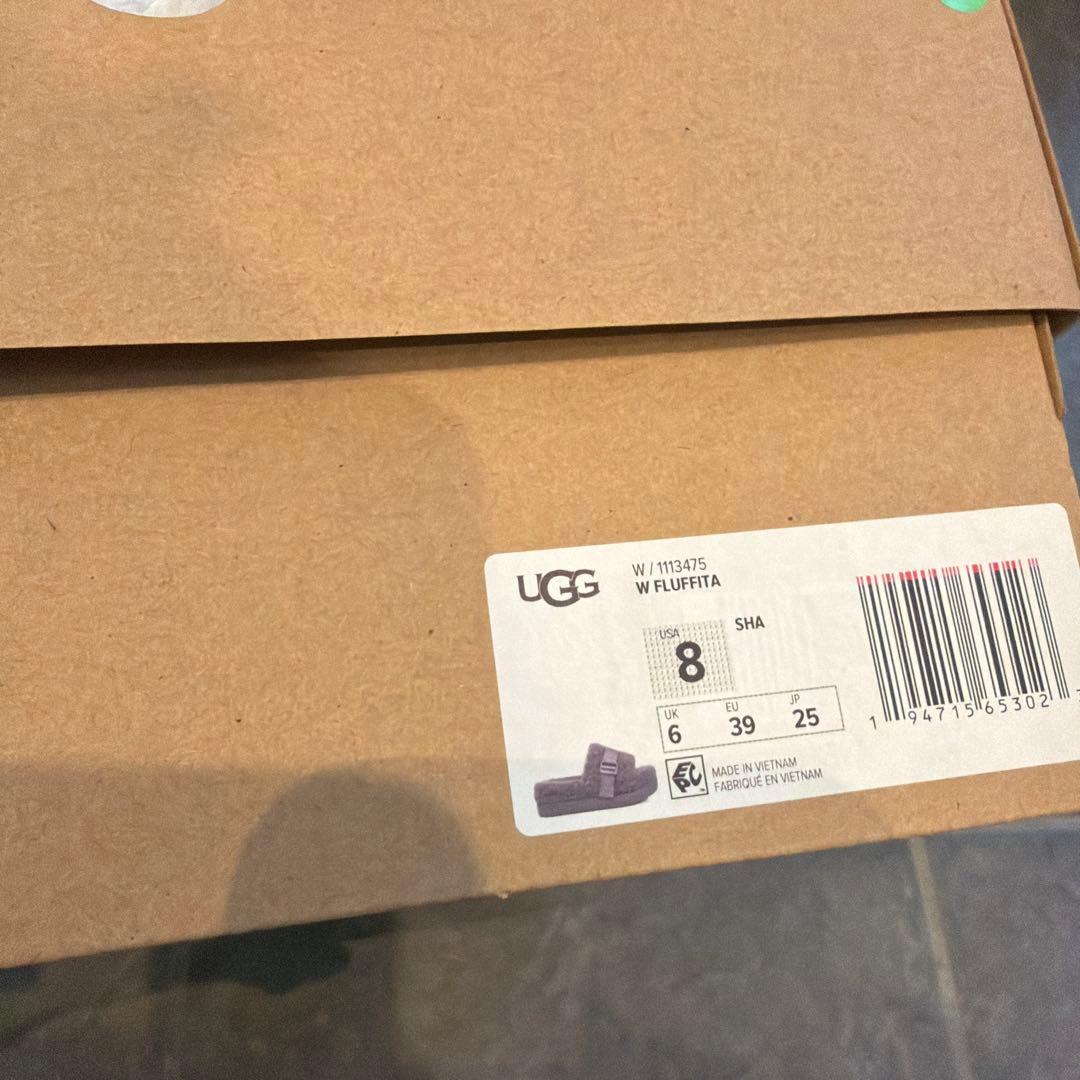 UGG
W / 1113475
W FLUFFITA
SHA
USA
8
UK EU JP
6 39 25
EPC
MADE IN VIETNAM
FABRIQUÉ EN VIETNAM
1 94715 65302